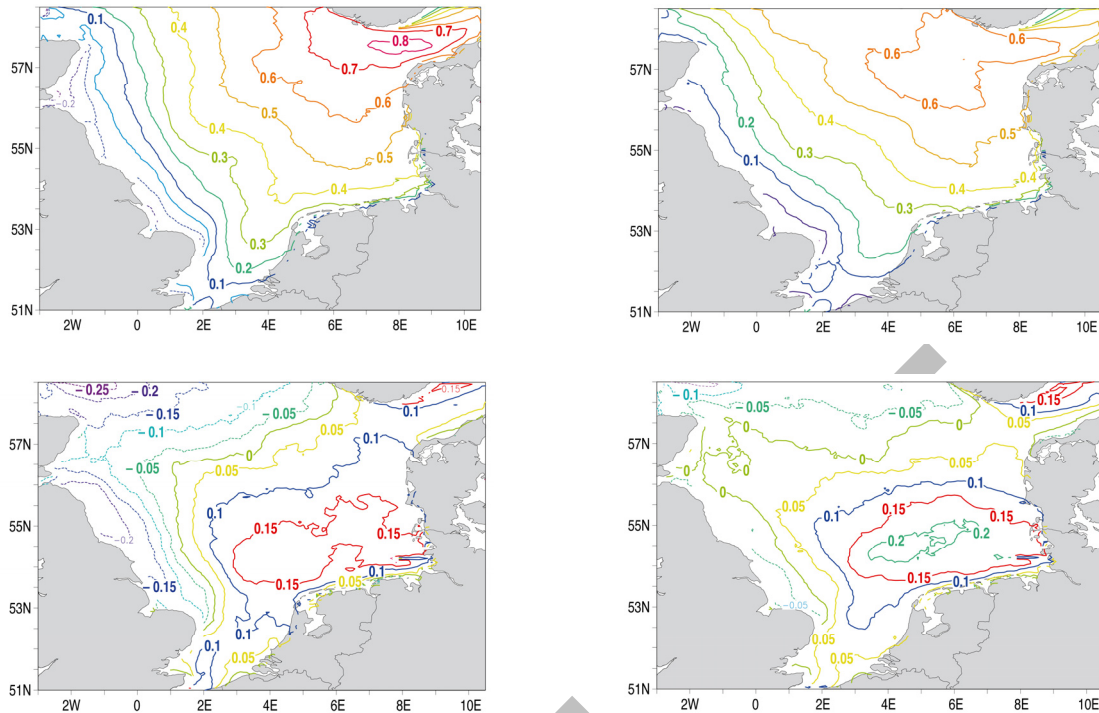 0.1 0.4 0.5 0.7
0.8
57N 0.7
−0.2 0.6
0.6
0.5
0.4
55N 0.3 0.5
0.4
53N
0.3
0.2
0.1
51N
2W 0 2E 4E 6E 8E 10E
0.6 0.6
57N
0.6
0.2 0.4
0.5
55N 0.1 0.3
0.4 0.4
0.3
53N
51N
2W 0 2E 4E 6E 8E 10E
−0.25 −0.2 −0.15
−0.15 −0.1 −0.05 0.1
57N −0.1 0 0.05
−0.05
0.1
55N 0.15 0.15
−0.2
−0.15 0.15 0.05 0.1
53N
0.1 0.1
0.05
51N
2W 0 2E 4E 6E 8E 10E
−0.1 −0.05 −0.05 0.15
0.1
57N 0 0 0.05
0 0 0 0.05
0.1
55N 0.05 0.1 0.15 0.15
0.2 0.2
0.15 0.1
53N −0.05
0.05
0.05
51N
2W 0 2E 4E 6E 8E 10E